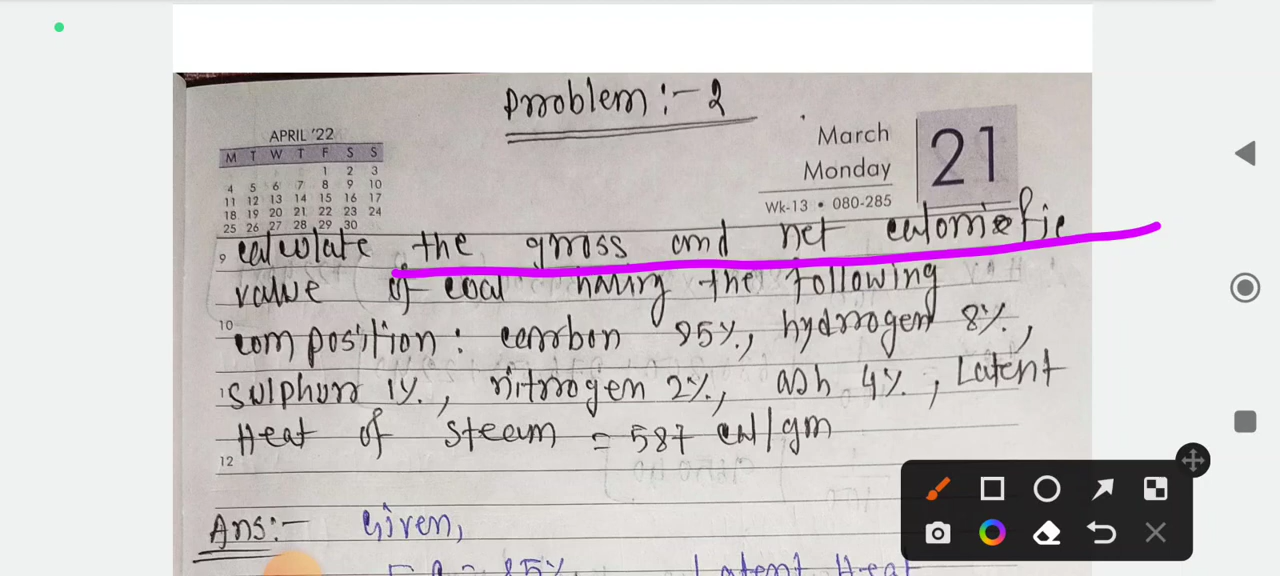 Problem :- 2
APRIL '22
M T W T F S S
1 2 3
4 5 6 7 8 9 10
11 12 13 14 15 16 17
18 19 20 21 22 23 24
25 26 27 28 29 30
March
Monday
21
Wk-13 • 080-285
9 calculate the gross and net calorific
value of coal having the following
10
composition : carbon 85%, hydrogen 8%,
1 sulphur 1%, nitrogen 2%, ash 4%, Latent
Heat of steam = 587 cal/gm
12
Ans:- Given,
85% Latent Heat